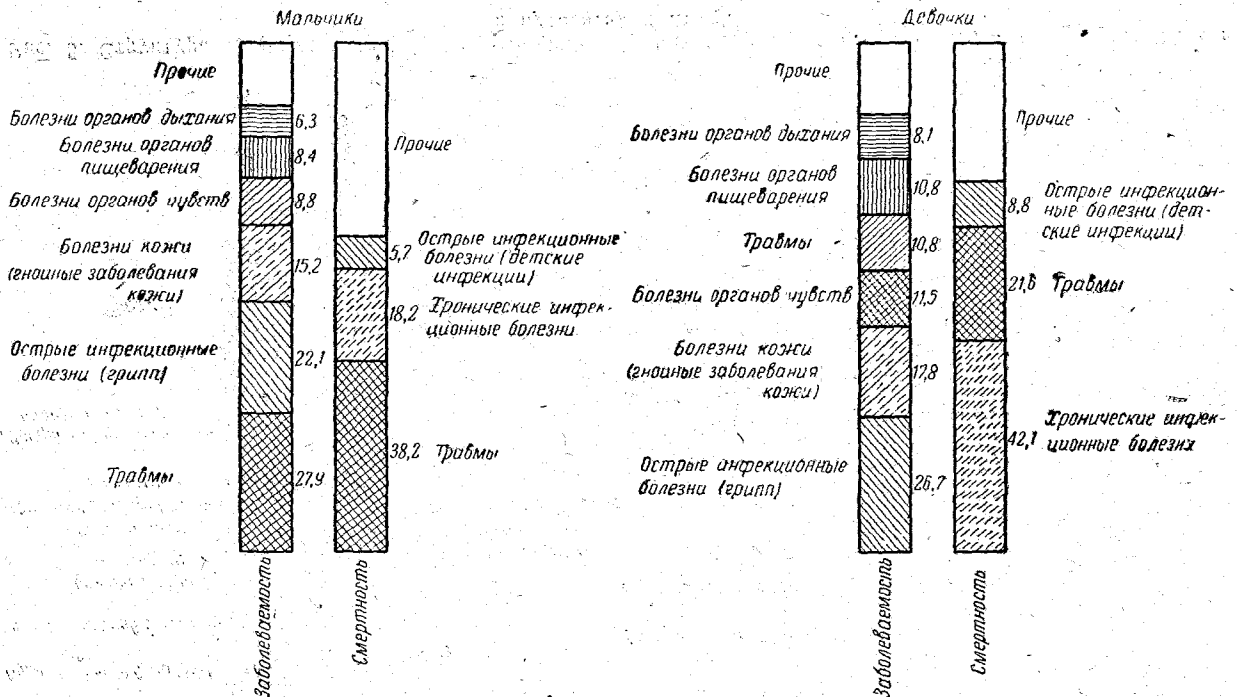 Мальчики
Прочие
Болезни органов дыхания
6,3
Болезни органов
пищеварения
8,4
Болезни органов чувств
8,8
Болезни кожи
(гнойные заболевания
кожи)
15,2
Острые инфекционные
болезни (грипп)
22,1
Травмы
27,9
Заболеваемость
Прочие
5,7
Острые инфекционные
болезни (детские
инфекции)
18,2
Хронические инфек-
ционные болезни
38,2
Травмы
Смертность
Девочки
Прочие
Болезни органов дыхания
8,1
Болезни органов
пищеварения
10,8
Травмы
10,8
Болезни органов чувств
11,5
Болезни кожи
(гнойные заболевания
кожи)
Острые инфекционные
болезни (грипп)
26,7
Заболеваемость
Прочие
8,8
Острые инфекцион-
ные болезни (дет-
ские инфекции)
21,6
Травмы
42,1
Хронические инфек-
ционные болезни
Смертность